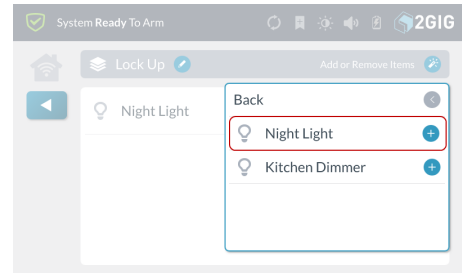 System Ready To Arm
2GIG
Lock Up
Add or Remove Items
Night Light
Back
Night Light
Kitchen Dimmer